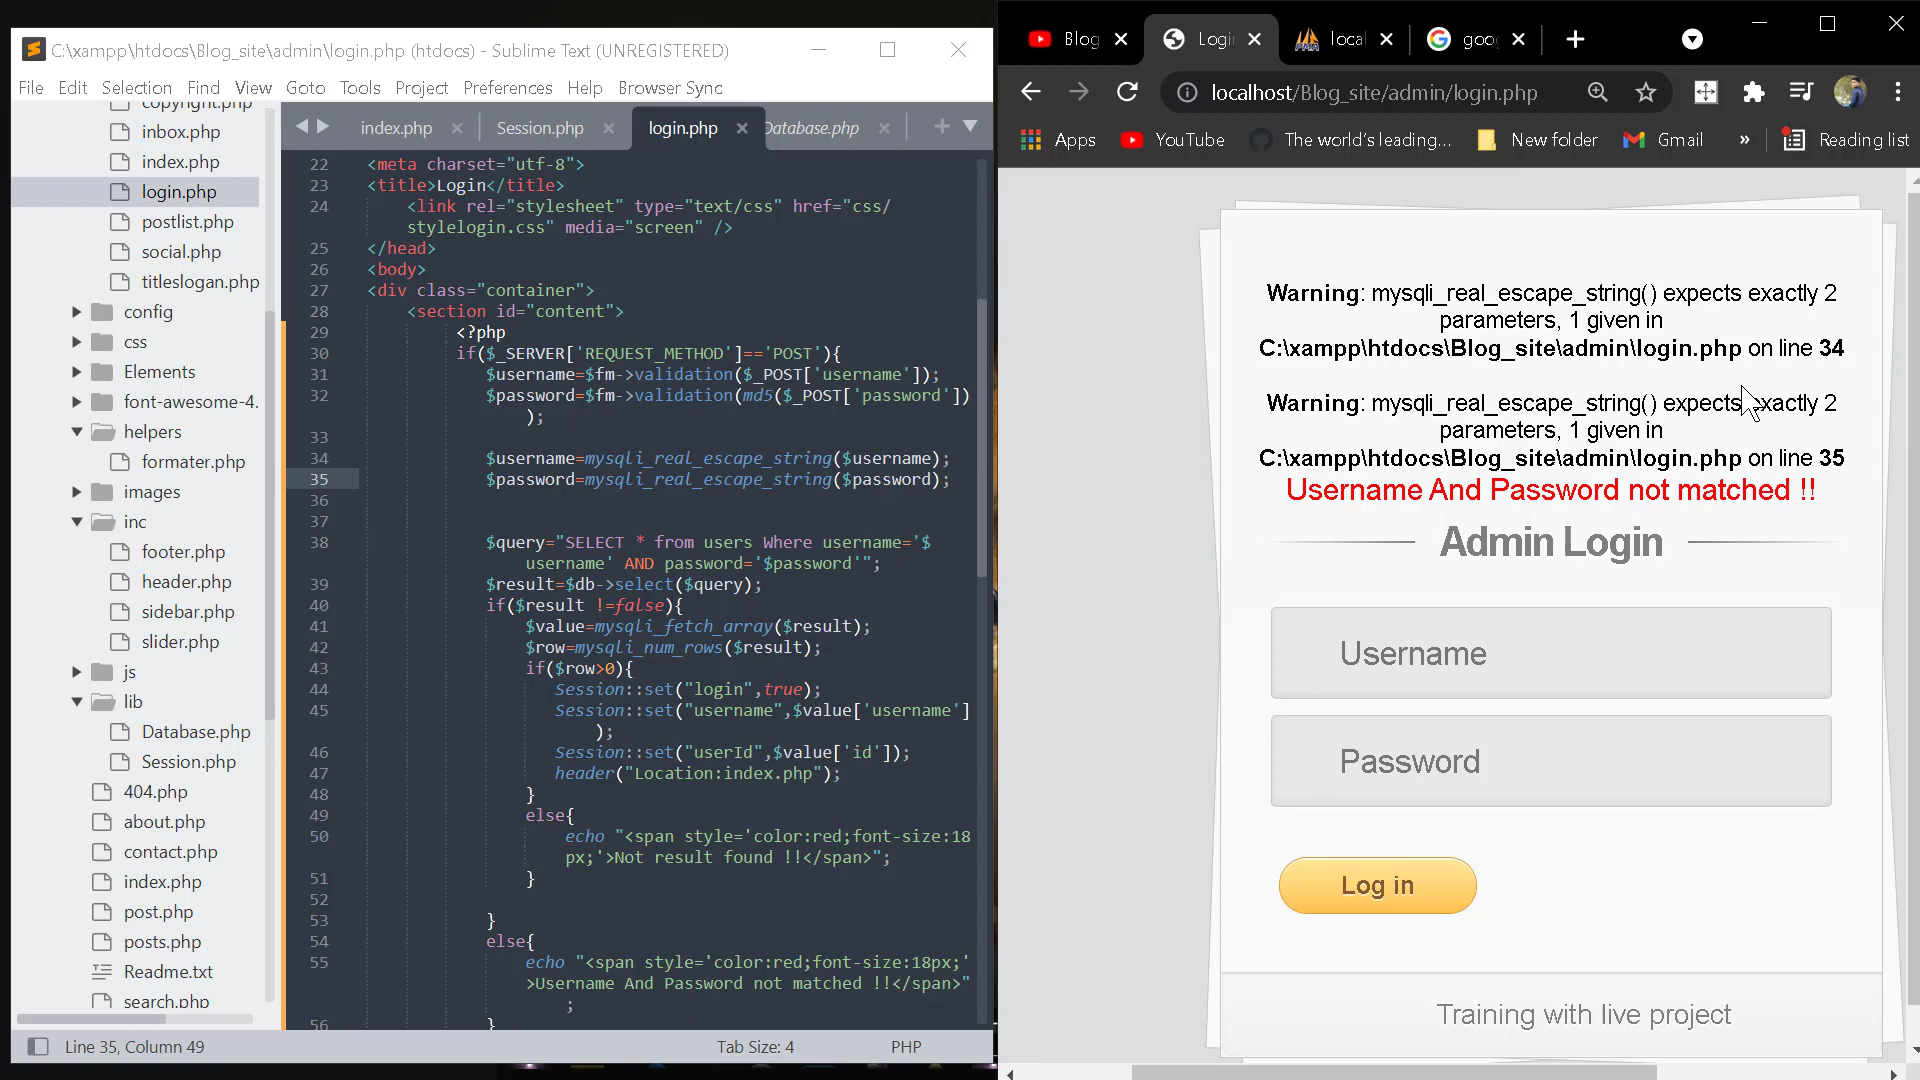 C:\xampp\htdocs\Blog_site\admin\login.php (htdocs) - Sublime Text (UNREGISTERED)
File Edit Selection Find View Goto Tools Project Preferences Help Browser Sync
copyright.php
inbox.php
index.php
login.php
postlist.php
social.php
titleslogan.php
config
css
Elements
font-awesome-4.
helpers
formater.php
images
inc
footer.php
header.php
sidebar.php
slider.php
js
lib
Database.php
Session.php
404.php
about.php
contact.php
index.php
post.php
posts.php
Readme.txt
search.php
index.php Session.php login.php Database.php
22 <meta charset="utf-8">
23 <title>Login</title>
24 <link rel="stylesheet" type="text/css" href="css/
stylelogin.css" media="screen" />
25 </head>
26 <body>
27 <div class="container">
28 <section id="content">
29 <?php
30 if($_SERVER['REQUEST_METHOD']=='POST'){
31 $username=$fm->validation($_POST['username']);
32 $password=$fm->validation(md5($_POST['password'])
);
33
34 $username=mysqli_real_escape_string($username);
35 $password=mysqli_real_escape_string($password);
36
37
38 $query="SELECT * from users Where username='$
username' AND password='$password'";
39 $result=$db->select($query);
40 if($result !=false){
41 $value=mysqli_fetch_array($result);
42 $row=mysqli_num_rows($result);
43 if($row>0){
44 Session::set("login",true);
45 Session::set("username",$value['username']
);
46 Session::set("userId",$value['id']);
47 header("Location:index.php");
48 }
49 else{
50 echo "<span style='color:red;font-size:18
px;'>Not result found !!</span>";
51 }
52
53 }
54 else{
55 echo "<span style='color:red;font-size:18px;'
>Username And Password not matched !!</span>"
;
56 }
Line 35, Column 49 Tab Size: 4 PHP
Blog Logi local goo
localhost/Blog_site/admin/login.php
Apps YouTube The world's leading... New folder Gmail » Reading list
Warning: mysqli_real_escape_string() expects exactly 2
parameters, 1 given in
C:\xampp\htdocs\Blog_site\admin\login.php on line 34
Warning: mysqli_real_escape_string() expects exactly 2
parameters, 1 given in
C:\xampp\htdocs\Blog_site\admin\login.php on line 35
Username And Password not matched !!
Admin Login
Username
Password
Log in
Training with live project